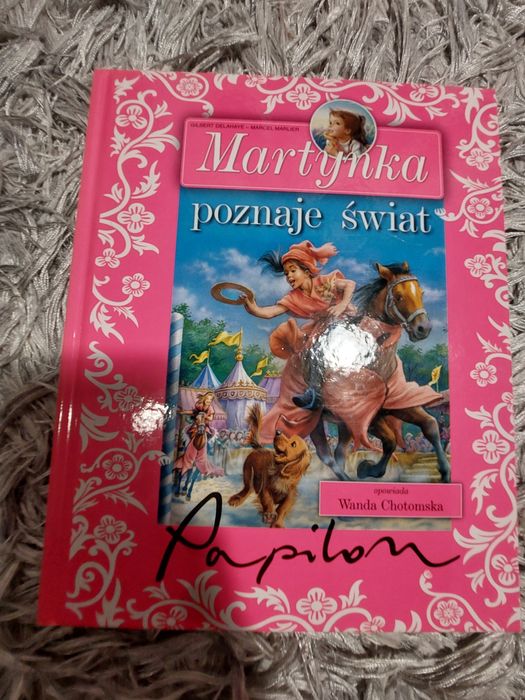 GILBERT DELAHAYE – MARCEL MARLIER
Martynka
poznaje świat
opowiada
Wanda Chotomska
Papilon